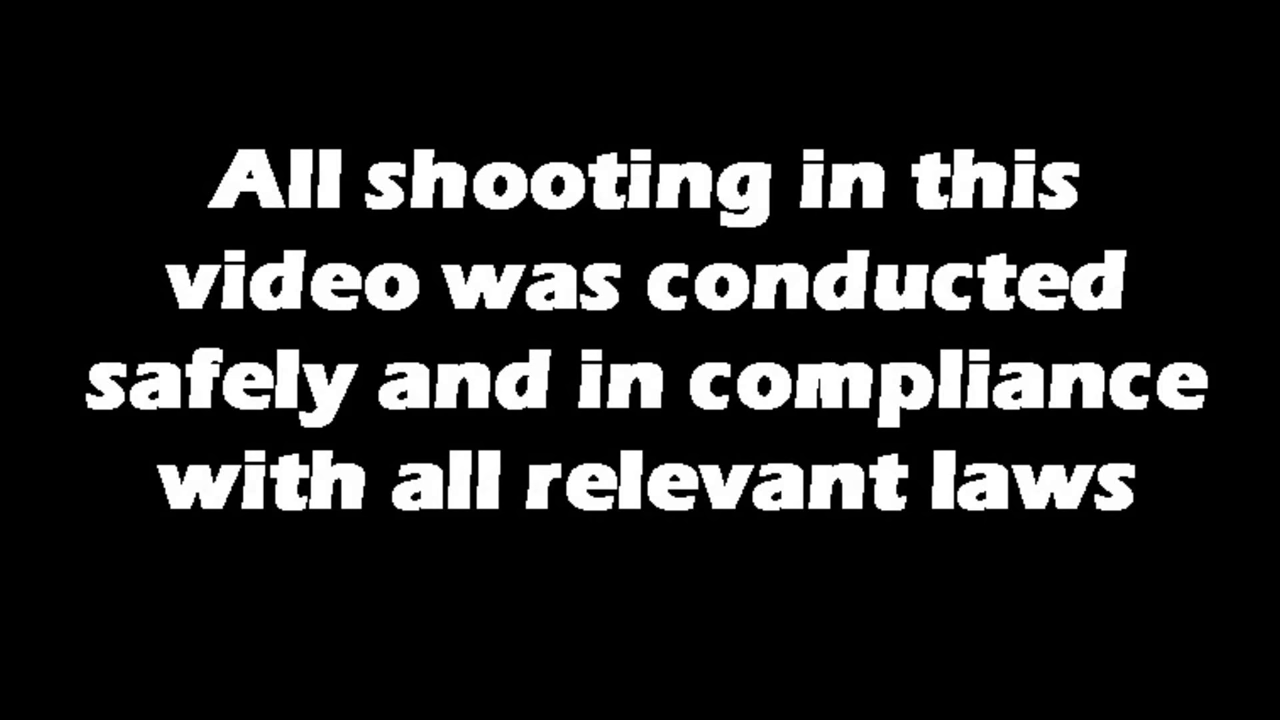 All shooting in this
video was conducted
safely and in compliance
with all relevant laws